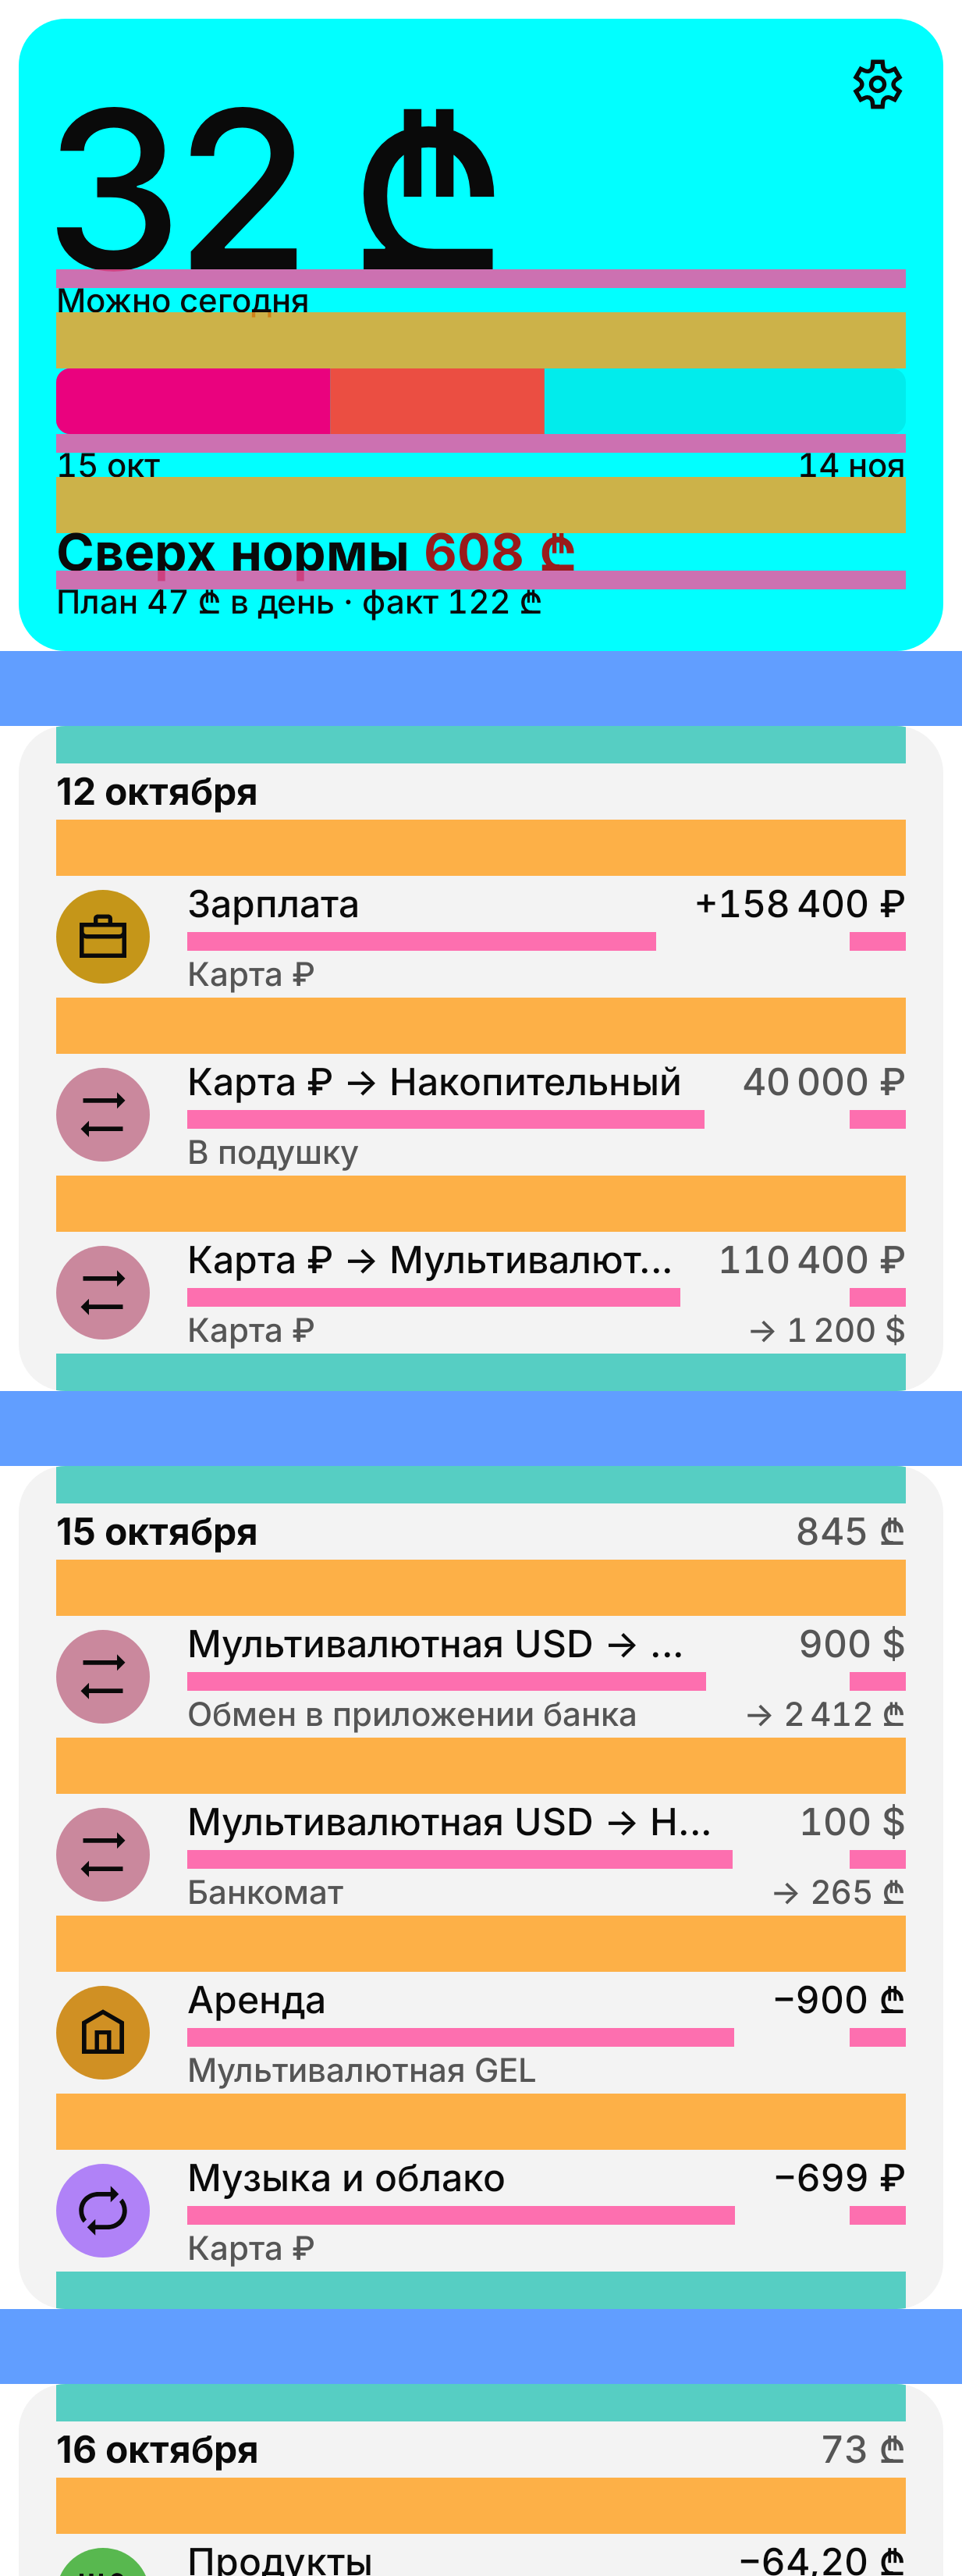 32 ₾
Можно сегодня
15 окт 14 ноя
Сверх нормы 608 ₾
План 47 ₾ в день · факт 122 ₾
12 октября
Зарплата +158 400 ₽
Карта ₽
Карта ₽ → Накопительный 40 000 ₽
В подушку
Карта ₽ → Мультивалют... 110 400 ₽
Карта ₽ → 1 200 $
15 октября 845 ₾
Мультивалютная USD → ... 900 $
Обмен в приложении банка → 2 412 ₾
Мультивалютная USD → Н... 100 $
Банкомат → 265 ₾
Аренда −900 ₾
Мультивалютная GEL
Музыка и облако −699 ₽
Карта ₽
16 октября 73 ₾
Продукты −64,20 ₾